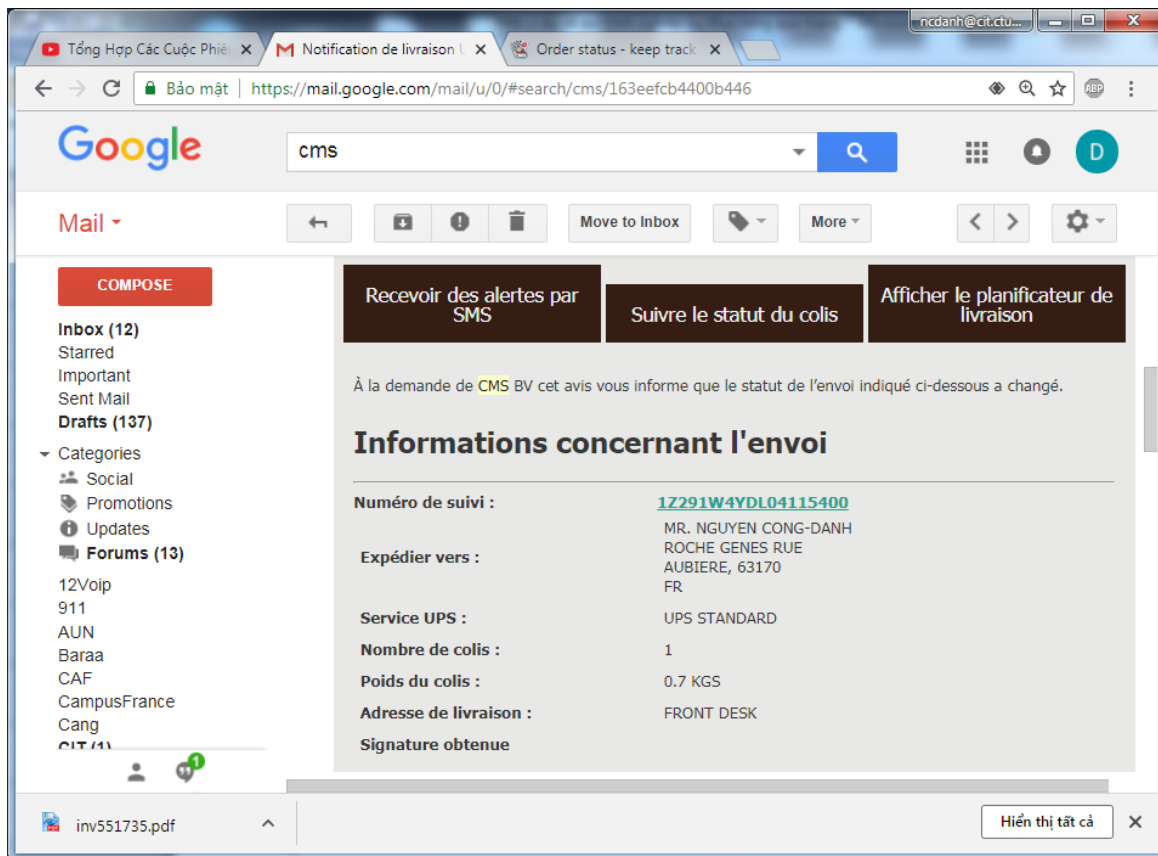 ncdanh@cit.ctu...
Tổng Hợp Các Cuộc Phiê
Notification de livraison U
Order status - keep track
Bảo mật
https://mail.google.com/mail/u/0/#search/cms/163eefcb4400b446
ABP
Google
cms
D
Mail
Move to Inbox
More
COMPOSE
Inbox (12)
Starred
Important
Sent Mail
Drafts (137)
Categories
Social
Promotions
Updates
Forums (13)
12Voip
911
AUN
Baraa
CAF
CampusFrance
Cang
CIT (1)
1
Recevoir des alertes par
SMS
Suivre le statut du colis
Afficher le planificateur de
livraison
À la demande de CMS BV cet avis vous informe que le statut de l'envoi indiqué ci-dessous a changé.
Informations concernant l'envoi
Numéro de suivi : 1Z291W4YDL04115400
Expédier vers : MR. NGUYEN CONG-DANH
ROCHE GENES RUE
AUBIERE, 63170
FR
Service UPS : UPS STANDARD
Nombre de colis : 1
Poids du colis : 0.7 KGS
Adresse de livraison : FRONT DESK
Signature obtenue
inv551735.pdf
Hiển thị tất cả